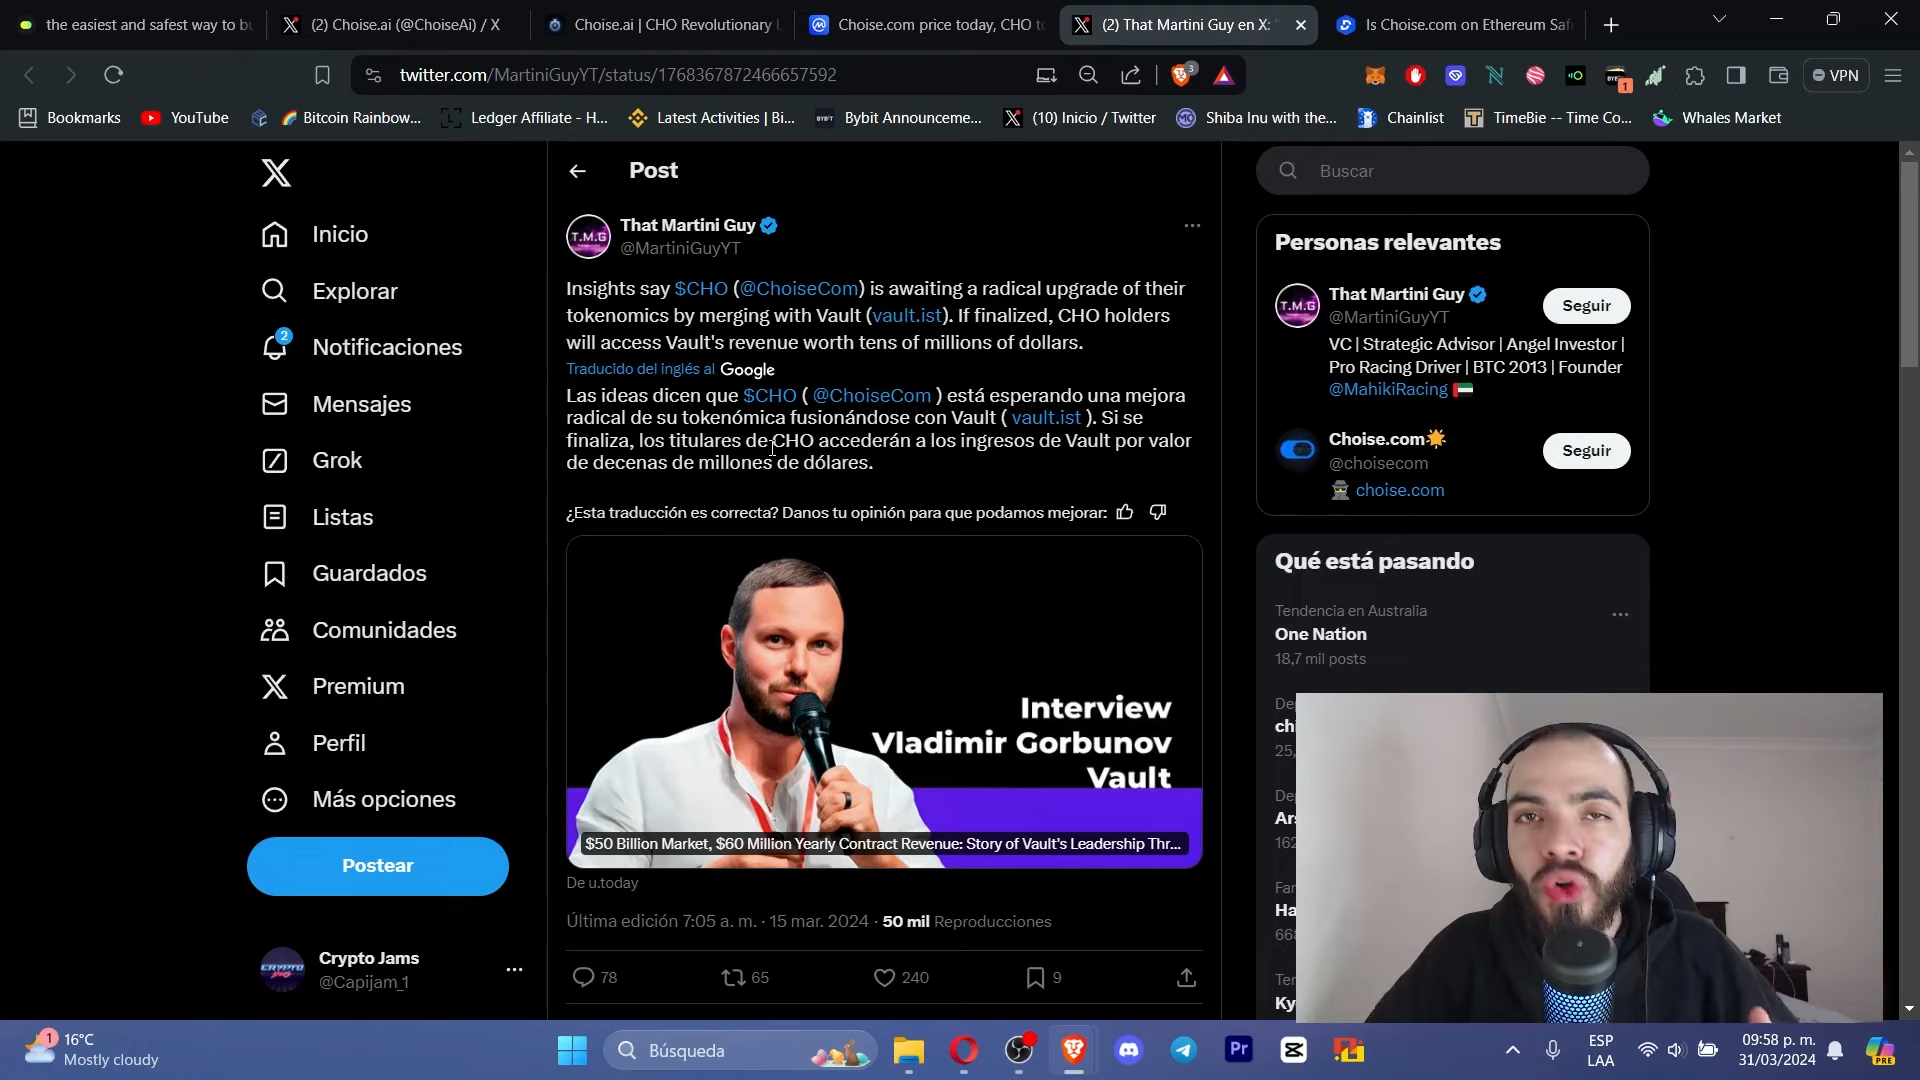 the easiest and safest way to bu
(2) Choise.ai (@ChoiseAi) / X
Choise.ai | CHO Revolutionary L
Choise.com price today, CHO to
(2) That Martini Guy en X: "
Is Choise.com on Ethereum Safe
twitter.com/MartiniGuyYT/status/1768367872466657592
3
1
VPN
Bookmarks
YouTube
Bitcoin Rainbow...
Ledger Affiliate - H...
Latest Activities | Bi...
Bybit Announceme...
(10) Inicio / Twitter
Shiba Inu with the...
Chainlist
TimeBie -- Time Co...
Whales Market
Inicio
Explorar
2
Notificaciones
Mensajes
Grok
Listas
Guardados
Comunidades
Premium
Perfil
Más opciones
Postear
Crypto Jams
@Capijam_1
Post
T.M.G
That Martini Guy
@MartiniGuyYT
Insights say $CHO (@ChoiseCom) is awaiting a radical upgrade of their
tokenomics by merging with Vault (vault.ist). If finalized, CHO holders
will access Vault's revenue worth tens of millions of dollars.
Traducido del inglés al Google
Las ideas dicen que $CHO ( @ChoiseCom ) está esperando una mejora
radical de su tokenómica fusionándose con Vault ( vault.ist ). Si se
finaliza, los titulares de CHO accederán a los ingresos de Vault por valor
de decenas de millones de dólares.
¿Esta traducción es correcta? Danos tu opinión para que podamos mejorar:
Interview
Vladimir Gorbunov
Vault
$50 Billion Market, $60 Million Yearly Contract Revenue: Story of Vault's Leadership Thr...
De u.today
Última edición 7:05 a. m. · 15 mar. 2024 · 50 mil Reproducciones
78
65
240
9
Buscar
Personas relevantes
T.M.G
That Martini Guy
@MartiniGuyYT
Seguir
VC | Strategic Advisor | Angel Investor |
Pro Racing Driver | BTC 2013 | Founder
@MahikiRacing
Choise.com
@choisecom
Seguir
choise.com
Qué está pasando
Tendencia en Australia
One Nation
18,7 mil posts
1
16°C
Mostly cloudy
Búsqueda
Pr
ESP
LAA
09:58 p. m.
31/03/2024
PRE